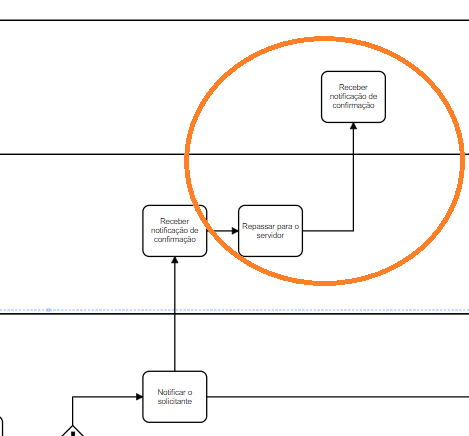 Receber
notificação de
confirmação
Receber
notificação de
confirmação
Repassar para o
servidor
Notificar o
solicitante